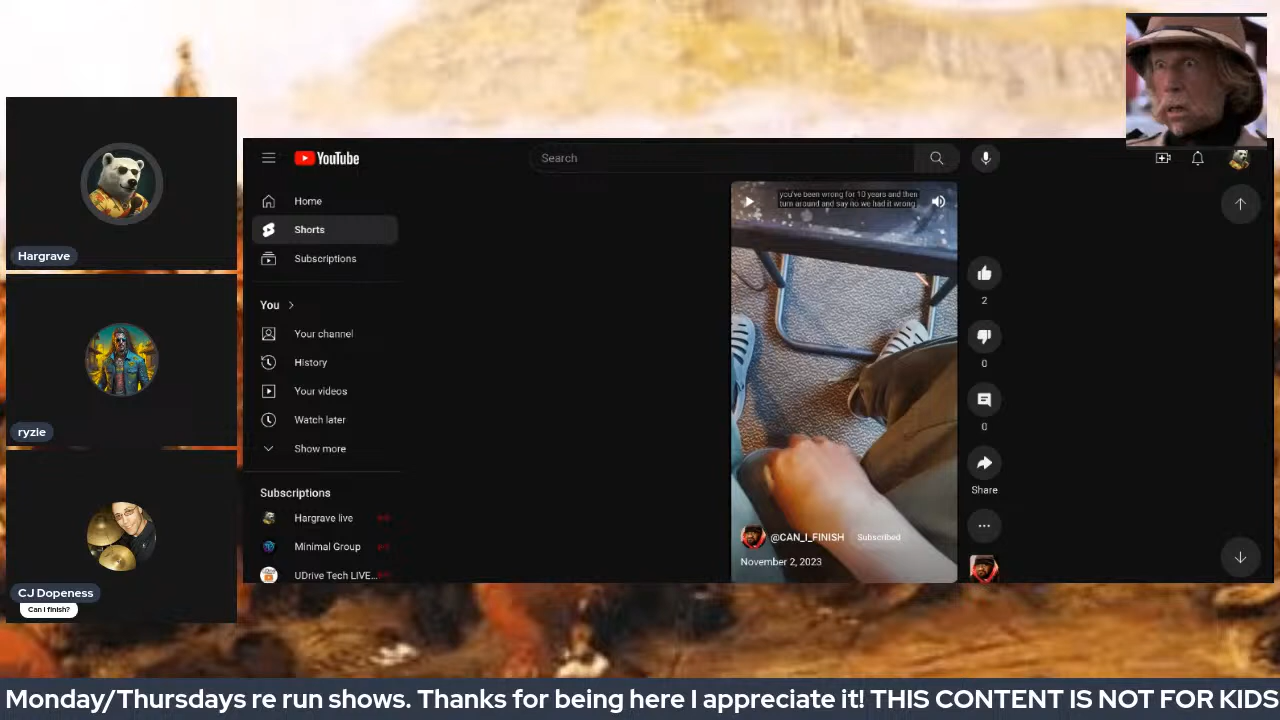 YouTube
Search
Home
Shorts
Subscriptions
You
Your channel
History
Your videos
Watch later
Show more
Subscriptions
Hargrave live
Minimal Group
UDrive Tech LIVE...
you've been wrong for 10 years and then
turn around and say no we had it wrong
2
0
0
Share
@CAN_I_FINISH Subscribed
November 2, 2023
Hargrave
ryzie
CJ Dopeness
Can I finish?
Monday/Thursdays re run shows. Thanks for being here I appreciate it! THIS CONTENT IS NOT FOR KIDS